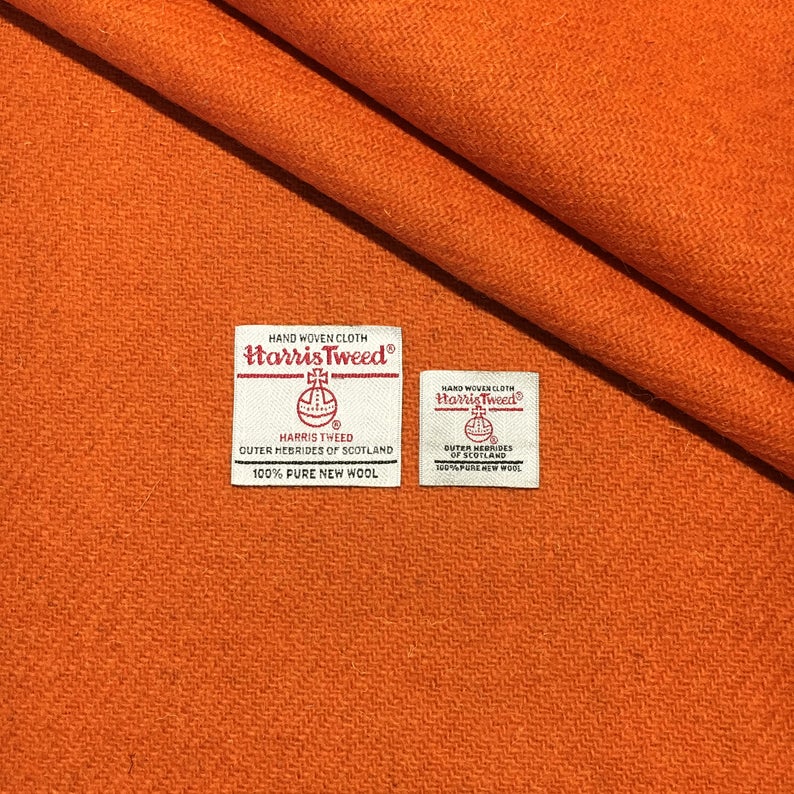 HAND WOVEN CLOTH
Harris Tweed®
®
HARRIS TWEED
OUTER HEBRIDES OF SCOTLAND
100% PURE NEW WOOL
HAND WOVEN CLOTH
Harris Tweed®
®
OUTER HEBRIDES
OF SCOTLAND
100% PURE NEW WOOL